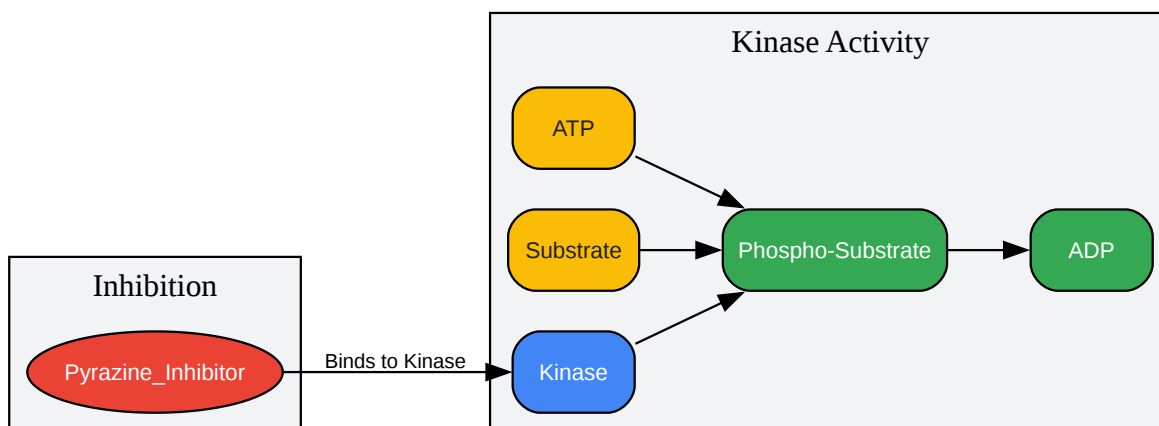 Kinase Activity
ATP
Substrate
Phospho-Substrate
ADP
Inhibition
Pyrazine_Inhibitor
Binds to Kinase
Kinase